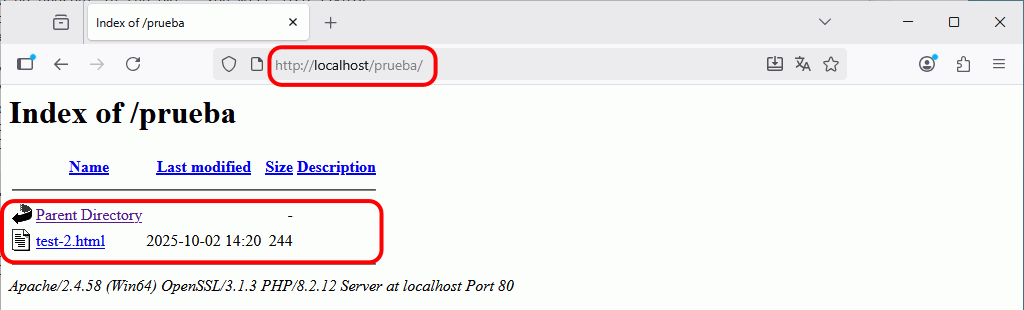 Index of /prueba
http://localhost/prueba/
Index of /prueba
Name Last modified Size Description
Parent Directory -
test-2.html 2025-10-02 14:20 244
Apache/2.4.58 (Win64) OpenSSL/3.1.3 PHP/8.2.12 Server at localhost Port 80